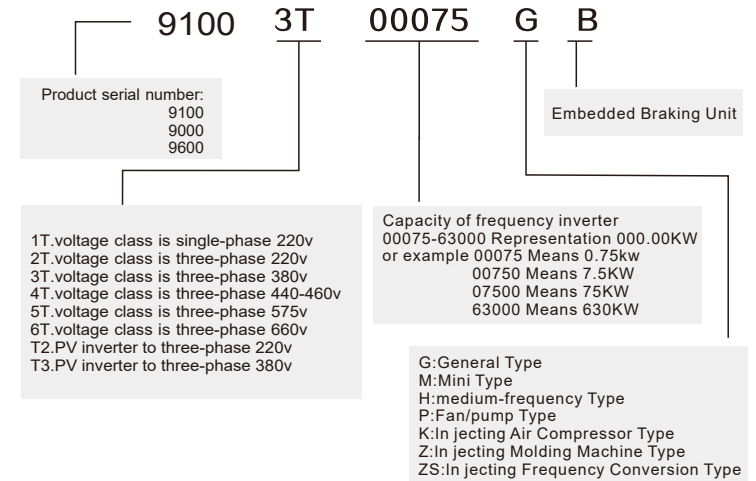 9100 3T 00075 G B
Product serial number:
9100
9000
9600
Embedded Braking Unit
1T.voltage class is single-phase 220v
2T.voltage class is three-phase 220v
3T.voltage class is three-phase 380v
4T.voltage class is three-phase 440-460v
5T.voltage class is three-phase 575v
6T.voltage class is three-phase 660v
T2.PV inverter to three-phase 220v
T3.PV inverter to three-phase 380v
Capacity of frequency inverter
00075-63000 Representation 000.00KW
or example 00075 Means 0.75kw
00750 Means 7.5KW
07500 Means 75KW
63000 Means 630KW
G:General Type
M:Mini Type
H:medium-frequency Type
P:Fan/pump Type
K:In jecting Air Compressor Type
Z:In jecting Molding Machine Type
ZS:In jecting Frequency Conversion Type